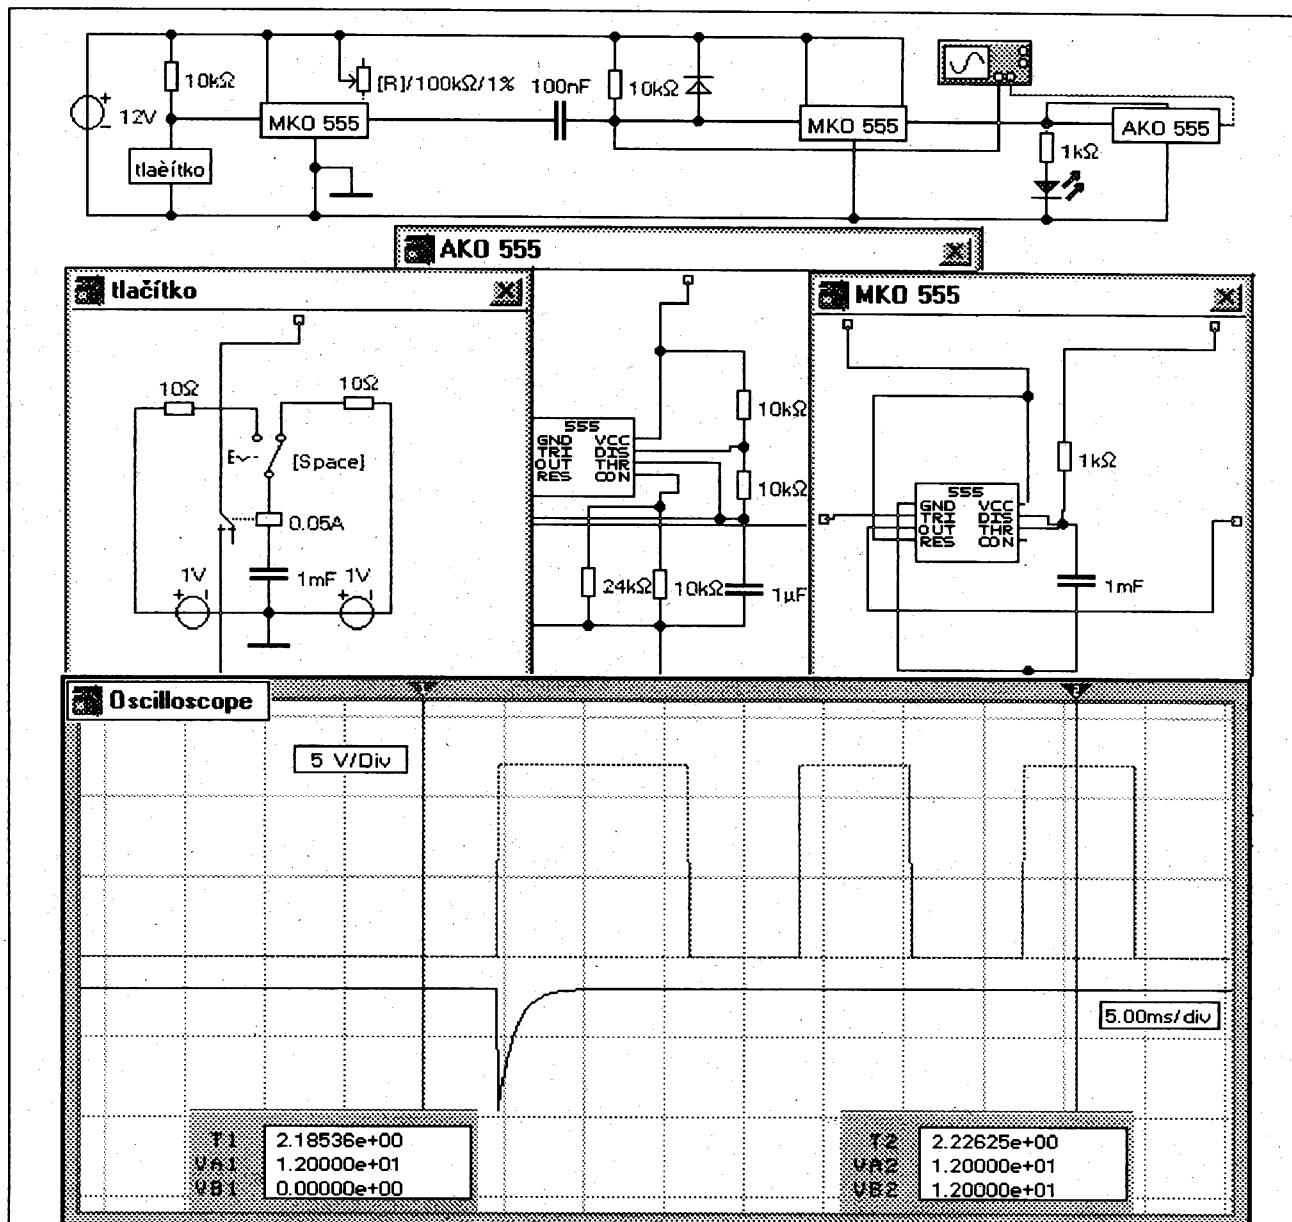 12V
10kΩ
tlaèítko
MKO 555
[R]/100kΩ/1%
100nF
10kΩ
MKO 555
1kΩ
AKO 555
AKO 555
tlačítko
10Ω
10Ω
[Space]
0.05A
1mF
1V
1V
555
GND VCC
TRI DIS
OUT THR
RES CON
10kΩ
10kΩ
24kΩ
10kΩ
1µF
MKO 555
1kΩ
555
GND VCC
TRI DIS
OUT THR
RES CON
1mF
Oscilloscope
1
2
5 V/Div
5.00ms/div
T1 2.18536e+00
VA1 1.20000e+01
VB1 0.00000e+00
T2 2.22625e+00
VA2 1.20000e+01
VB2 1.20000e+01